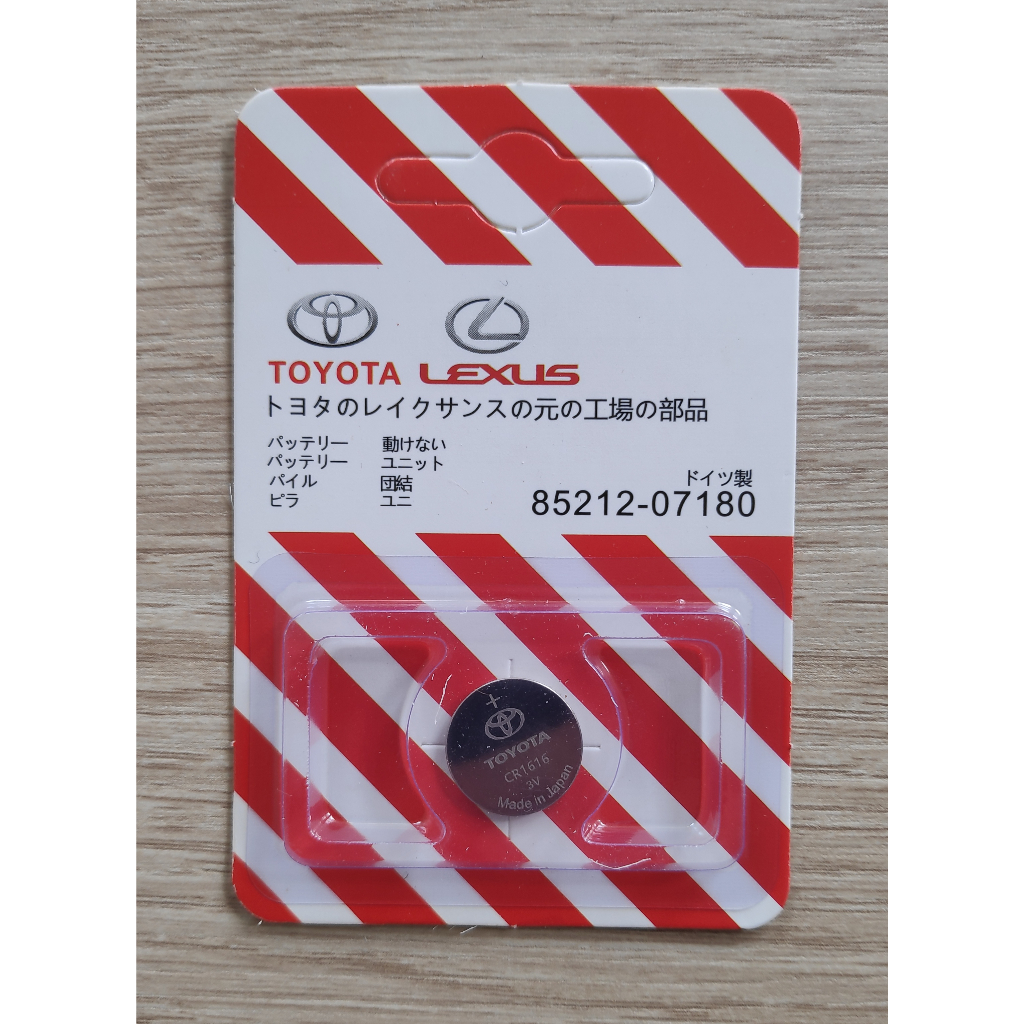 TOYOTA LEXUS
トヨタのレイクサンスの元の工場の部品
バッテリー 動けない
バッテリー ユニット
パイル 団結
ピラ ユニ
ドイツ製
85212-07180
+
TOYOTA
CR1616
3V
Made in Japan